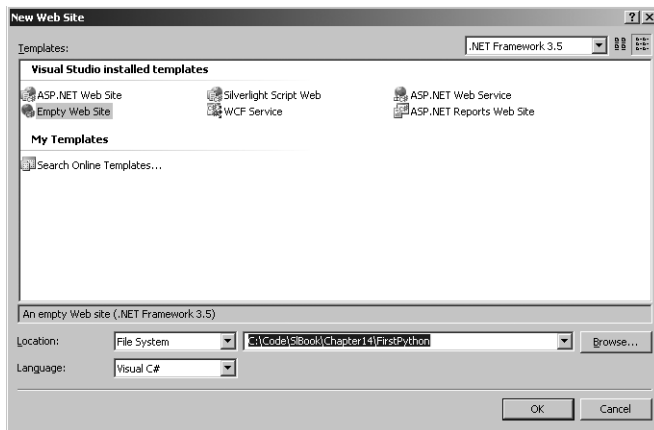 New Web Site
Templates:
.NET Framework 3.5
Visual Studio installed templates
ASP.NET Web Site
Silverlight Script Web
ASP.NET Web Service
Empty Web Site
WCF Service
ASP.NET Reports Web Site
My Templates
Search Online Templates...
An empty Web site (.NET Framework 3.5)
Location:
File System
C:\Code\SlBook\Chapter14\FirstPython
Browse...
Language:
Visual C#
OK
Cancel